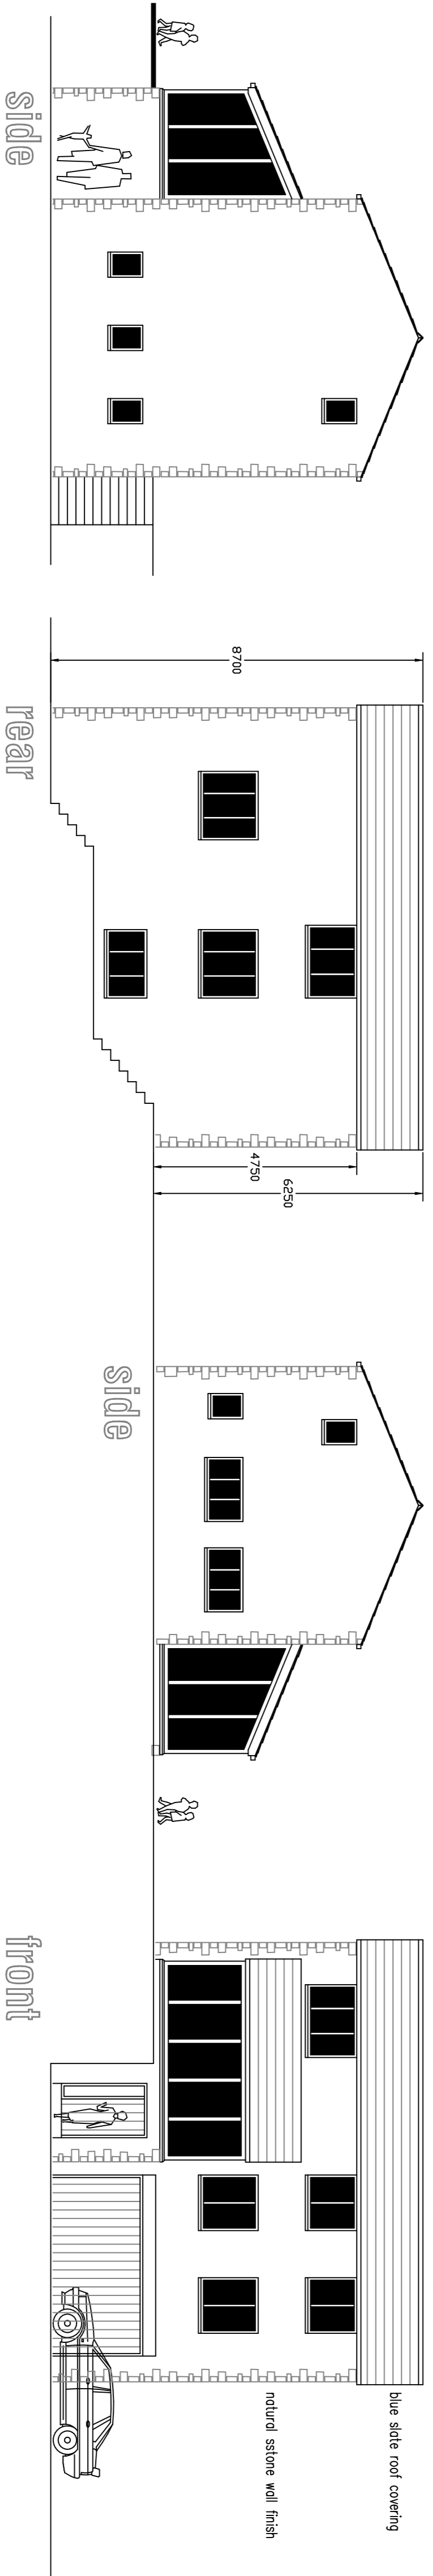 side
8700
rear
4750
6250
side
front
blue slate roof covering
natural sstone wall finish